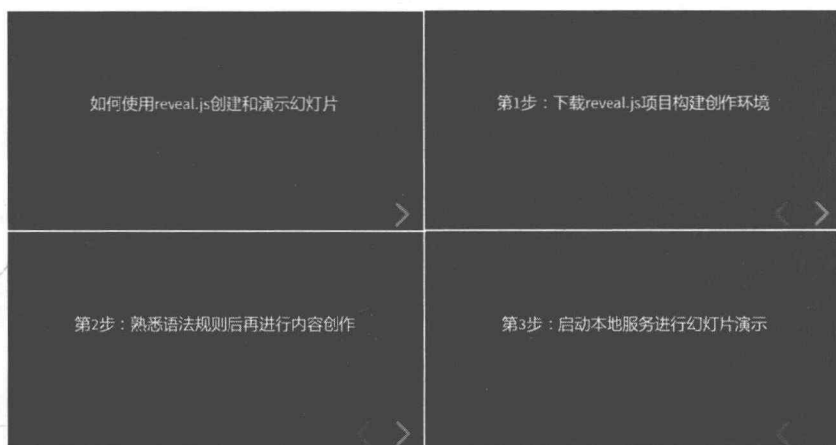 如何使用reveal.js创建和演示幻灯片
第1步：下载reveal.js项目构建创作环境
第2步：熟悉语法规则后再进行内容创作
第3步：启动本地服务进行幻灯片演示